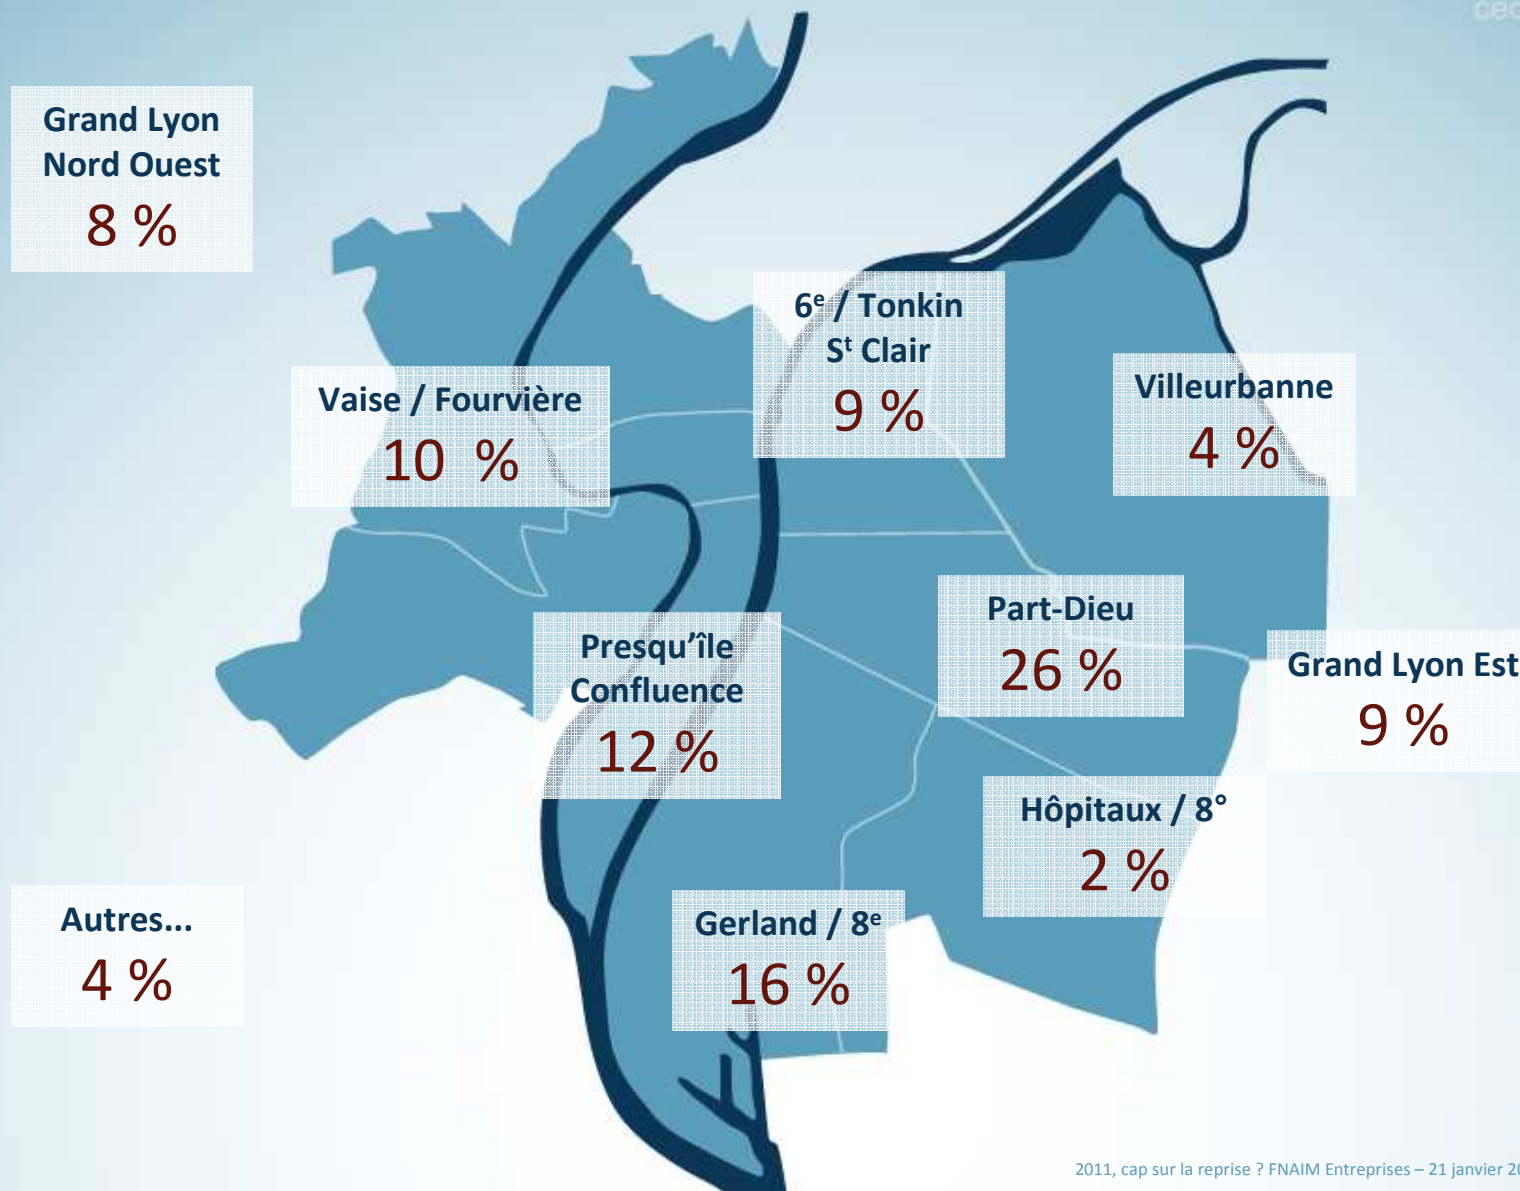 Grand Lyon
Nord Ouest
8 %
6e / Tonkin
St Clair
9 %
Vaise / Fourvière
10 %
Villeurbanne
4 %
Presqu’île
Confluence
12 %
Part-Dieu
26 %
Grand Lyon Est
9 %
Hôpitaux / 8°
2 %
Autres...
4 %
Gerland / 8e
16 %
2011, cap sur la reprise ? FNAIM Entreprises – 21 janvier